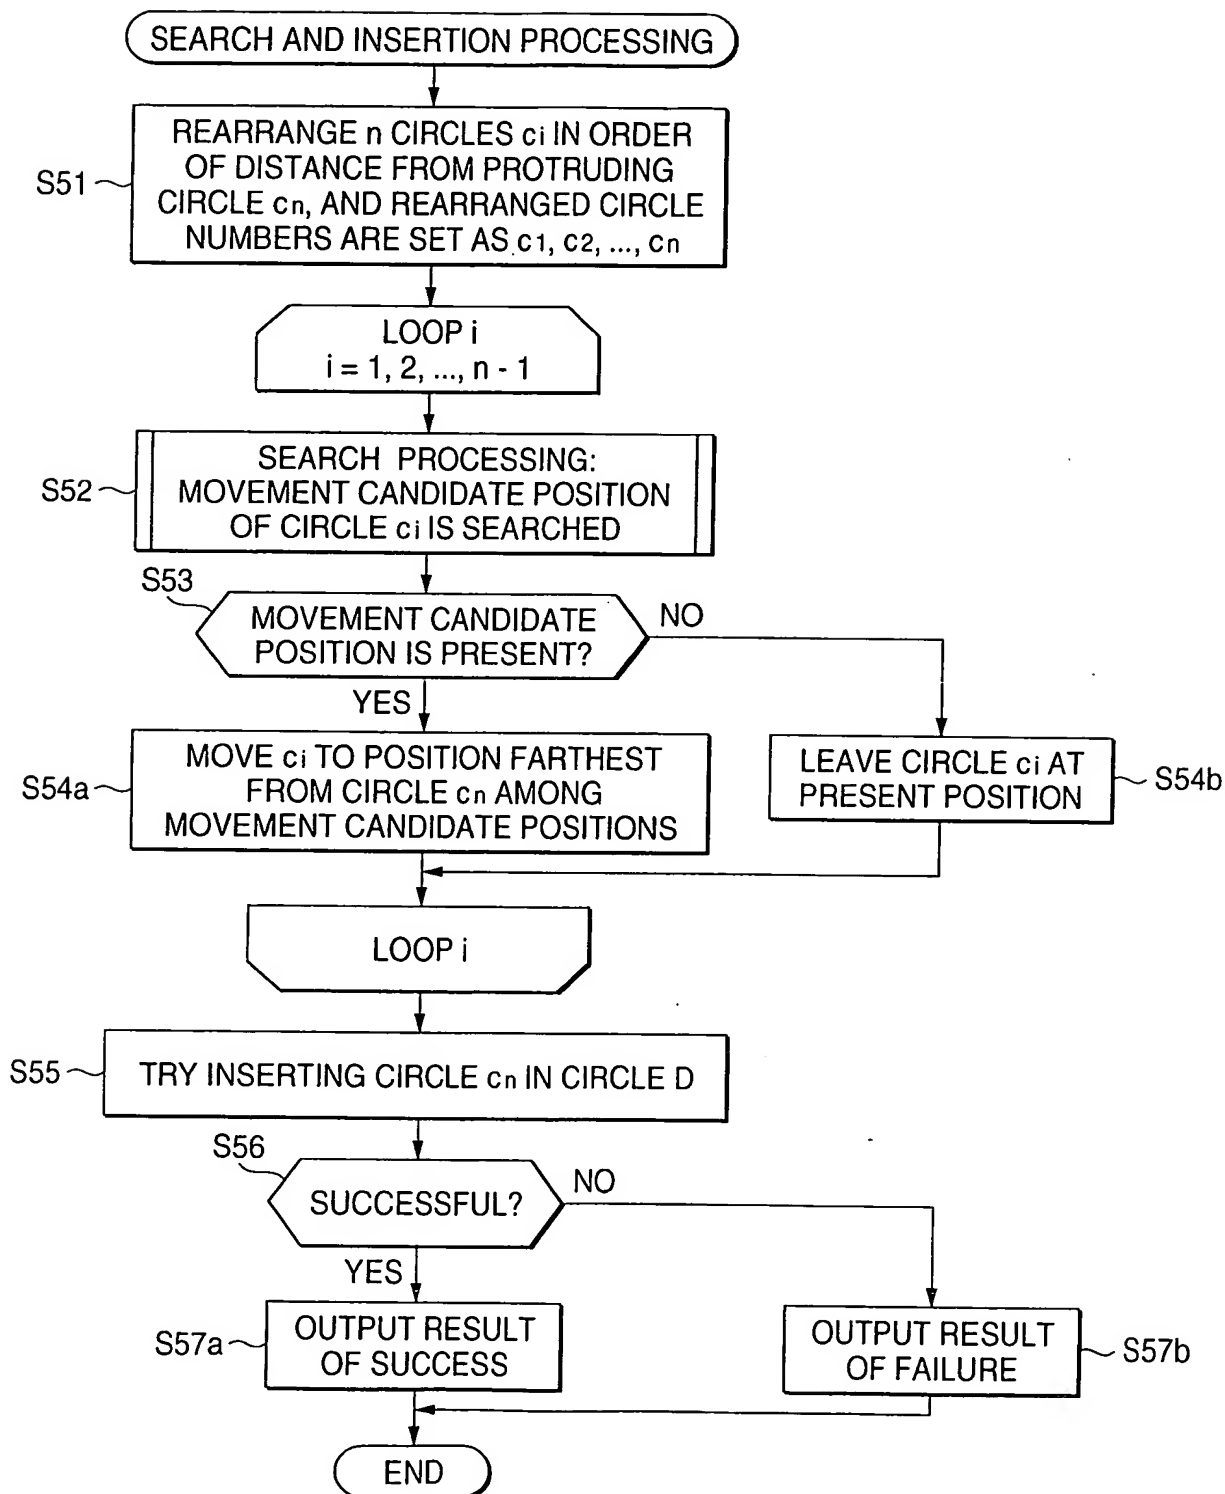 SEARCH AND INSERTION PROCESSING
S51
REARRANGE n CIRCLES ci IN ORDER
OF DISTANCE FROM PROTRUDING
CIRCLE cn, AND REARRANGED CIRCLE
NUMBERS ARE SET AS c1, c2, ..., cn
LOOP i
i = 1, 2, ..., n - 1
S52
SEARCH PROCESSING:
MOVEMENT CANDIDATE POSITION
OF CIRCLE ci IS SEARCHED
S53
MOVEMENT CANDIDATE
POSITION IS PRESENT?
NO
YES
S54a
MOVE ci TO POSITION FARTHEST
FROM CIRCLE cn AMONG
MOVEMENT CANDIDATE POSITIONS
LEAVE CIRCLE ci AT
PRESENT POSITION
S54b
LOOP i
S55
TRY INSERTING CIRCLE cn IN CIRCLE D
S56
SUCCESSFUL?
NO
YES
S57a
OUTPUT RESULT
OF SUCCESS
OUTPUT RESULT
OF FAILURE
S57b
END